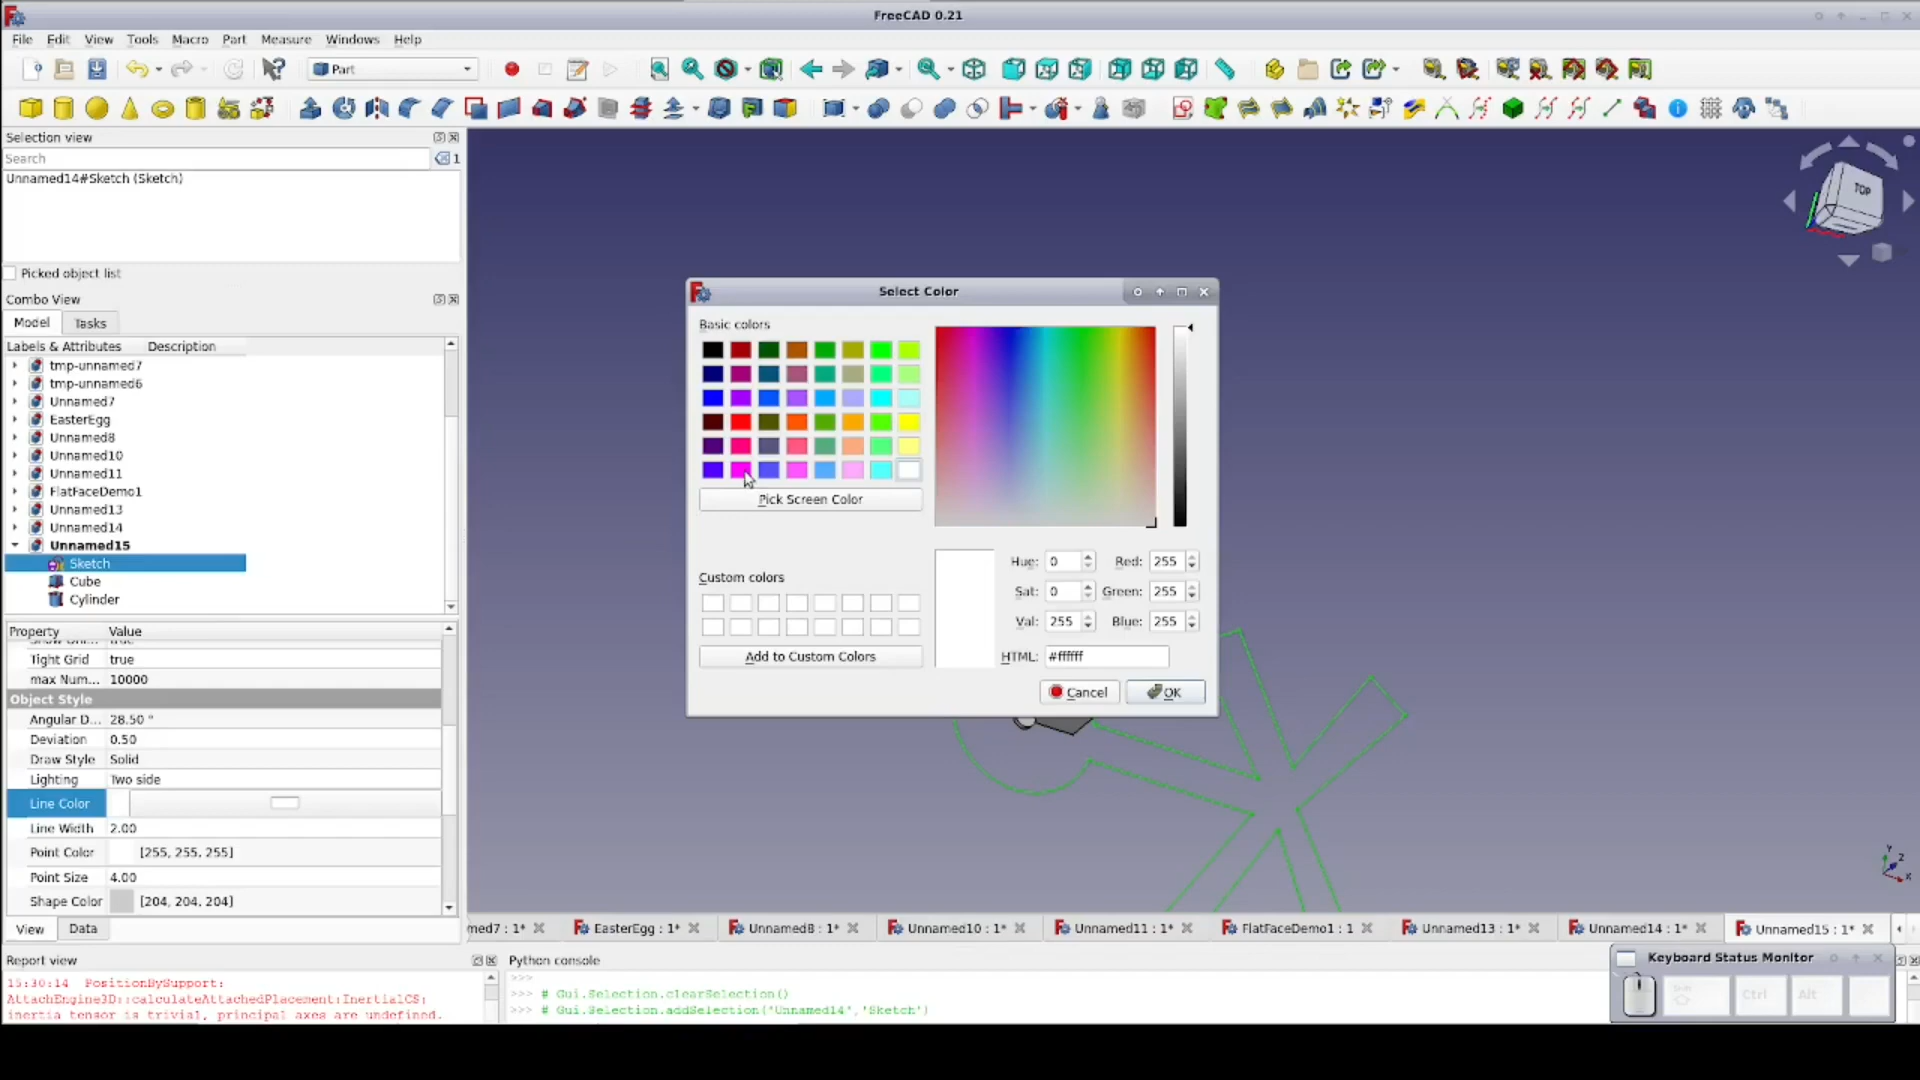 FreeCAD 0.21
File Edit View Tools Macro Part Measure Windows Help
Part
Selection view
Search
1
Unnamed14#Sketch (Sketch)
Picked object list
Combo View
Model Tasks
Labels & Attributes Description
tmp-unnamed7
tmp-unnamed6
Unnamed7
EasterEgg
Unnamed8
Unnamed10
Unnamed11
FlatFaceDemo1
Unnamed13
Unnamed14
Unnamed15
Sketch
Cube
Cylinder
Property Value
Tight Grid true
max Num... 10000
Object Style
Angular D... 28.50 °
Deviation 0.50
Draw Style Solid
Lighting Two side
Line Color
Line Width 2.00
Point Color [255, 255, 255]
Point Size 4.00
Shape Color [204, 204, 204]
View Data
TOP
Select Color
Basic colors
Pick Screen Color
Custom colors
Add to Custom Colors
Hue: 0 Red: 255
Sat: 0 Green: 255
Val: 255 Blue: 255
HTML: #ffffff
Cancel OK
Y
Z
X
med7 : 1* EasterEgg : 1* Unnamed8 : 1* Unnamed10 : 1* Unnamed11 : 1* FlatFaceDemo1 : 1 Unnamed13 : 1* Unnamed14 : 1* Unnamed15 : 1*
Report view
15:30:14 PositionBySupport:
AttachEngine3D::calculateAttachedPlacement:InertialCS:
inertia tensor is trivial, principal axes are undefined.
Python console
>>>
>>> # Gui.Selection.clearSelection()
>>> # Gui.Selection.addSelection('Unnamed14','Sketch')
Keyboard Status Monitor
Shift Ctrl Alt